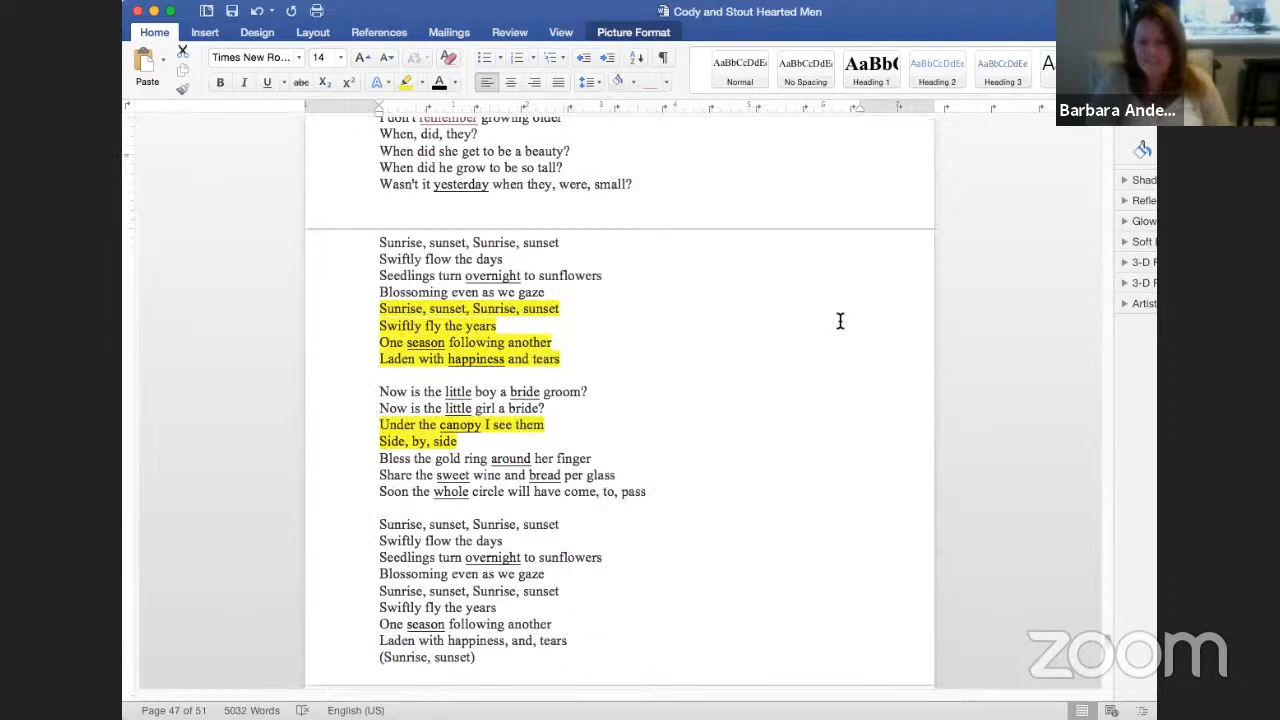 Cody and Stout Hearted Men
Home Insert Design Layout References Mailings Review View Picture Format
Paste
Times New Ro... 14
AaBbCcDdEe AaBbCcDdEe AaBb( AaBbCcDdEe AaBbCcDdEe
Normal No Spacing Heading 1 Heading 2 Heading 3
Barbara Ande...
I don't remember growing older
When, did, they?
When did she get to be a beauty?
When did he grow to be so tall?
Wasn't it yesterday when they, were, small?
Sunrise, sunset, Sunrise, sunset
Swiftly flow the days
Seedlings turn overnight to sunflowers
Blossoming even as we gaze
Sunrise, sunset, Sunrise, sunset
Swiftly fly the years
One season following another
Laden with happiness and tears
Now is the little boy a bride groom?
Now is the little girl a bride?
Under the canopy I see them
Side, by, side
Bless the gold ring around her finger
Share the sweet wine and bread per glass
Soon the whole circle will have come, to, pass
Sunrise, sunset, Sunrise, sunset
Swiftly flow the days
Seedlings turn overnight to sunflowers
Blossoming even as we gaze
Sunrise, sunset, Sunrise, sunset
Swiftly fly the years
One season following another
Laden with happiness, and, tears
(Sunrise, sunset)
Shad
Refle
Glow
Soft
3-D
3-D
Artist
zoom
Page 47 of 51 5032 Words English (US)